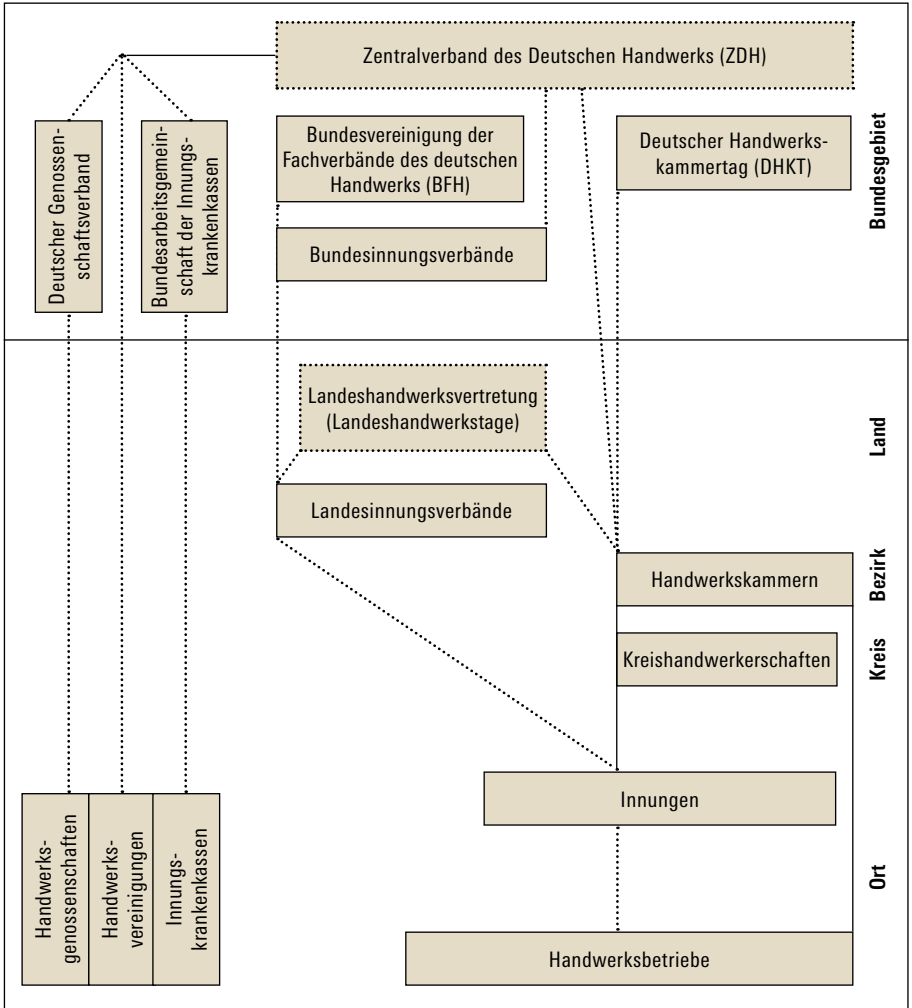 Zentralverband des Deutschen Handwerks (ZDH)
Deutscher Genossen-
schaftsverband
Bundesarbeitsgemein-
schaft der Innungs-
krankenkassen
Bundesvereinigung der
Fachverbände des deutschen
Handwerks (BFH)
Deutscher Handwerks-
kammertag (DHKT)
Bundesinnungsverbände
Bundesgebiet
Landeshandwerksvertretung
(Landeshandwerkstage)
Landesinnungsverbände
Land
Handwerkskammern
Bezirk
Kreishandwerkerschaften
Kreis
Innungen
Handwerks-
genossenschaften
Handwerks-
vereinigungen
Innungs-
krankenkassen
Handwerksbetriebe
Ort